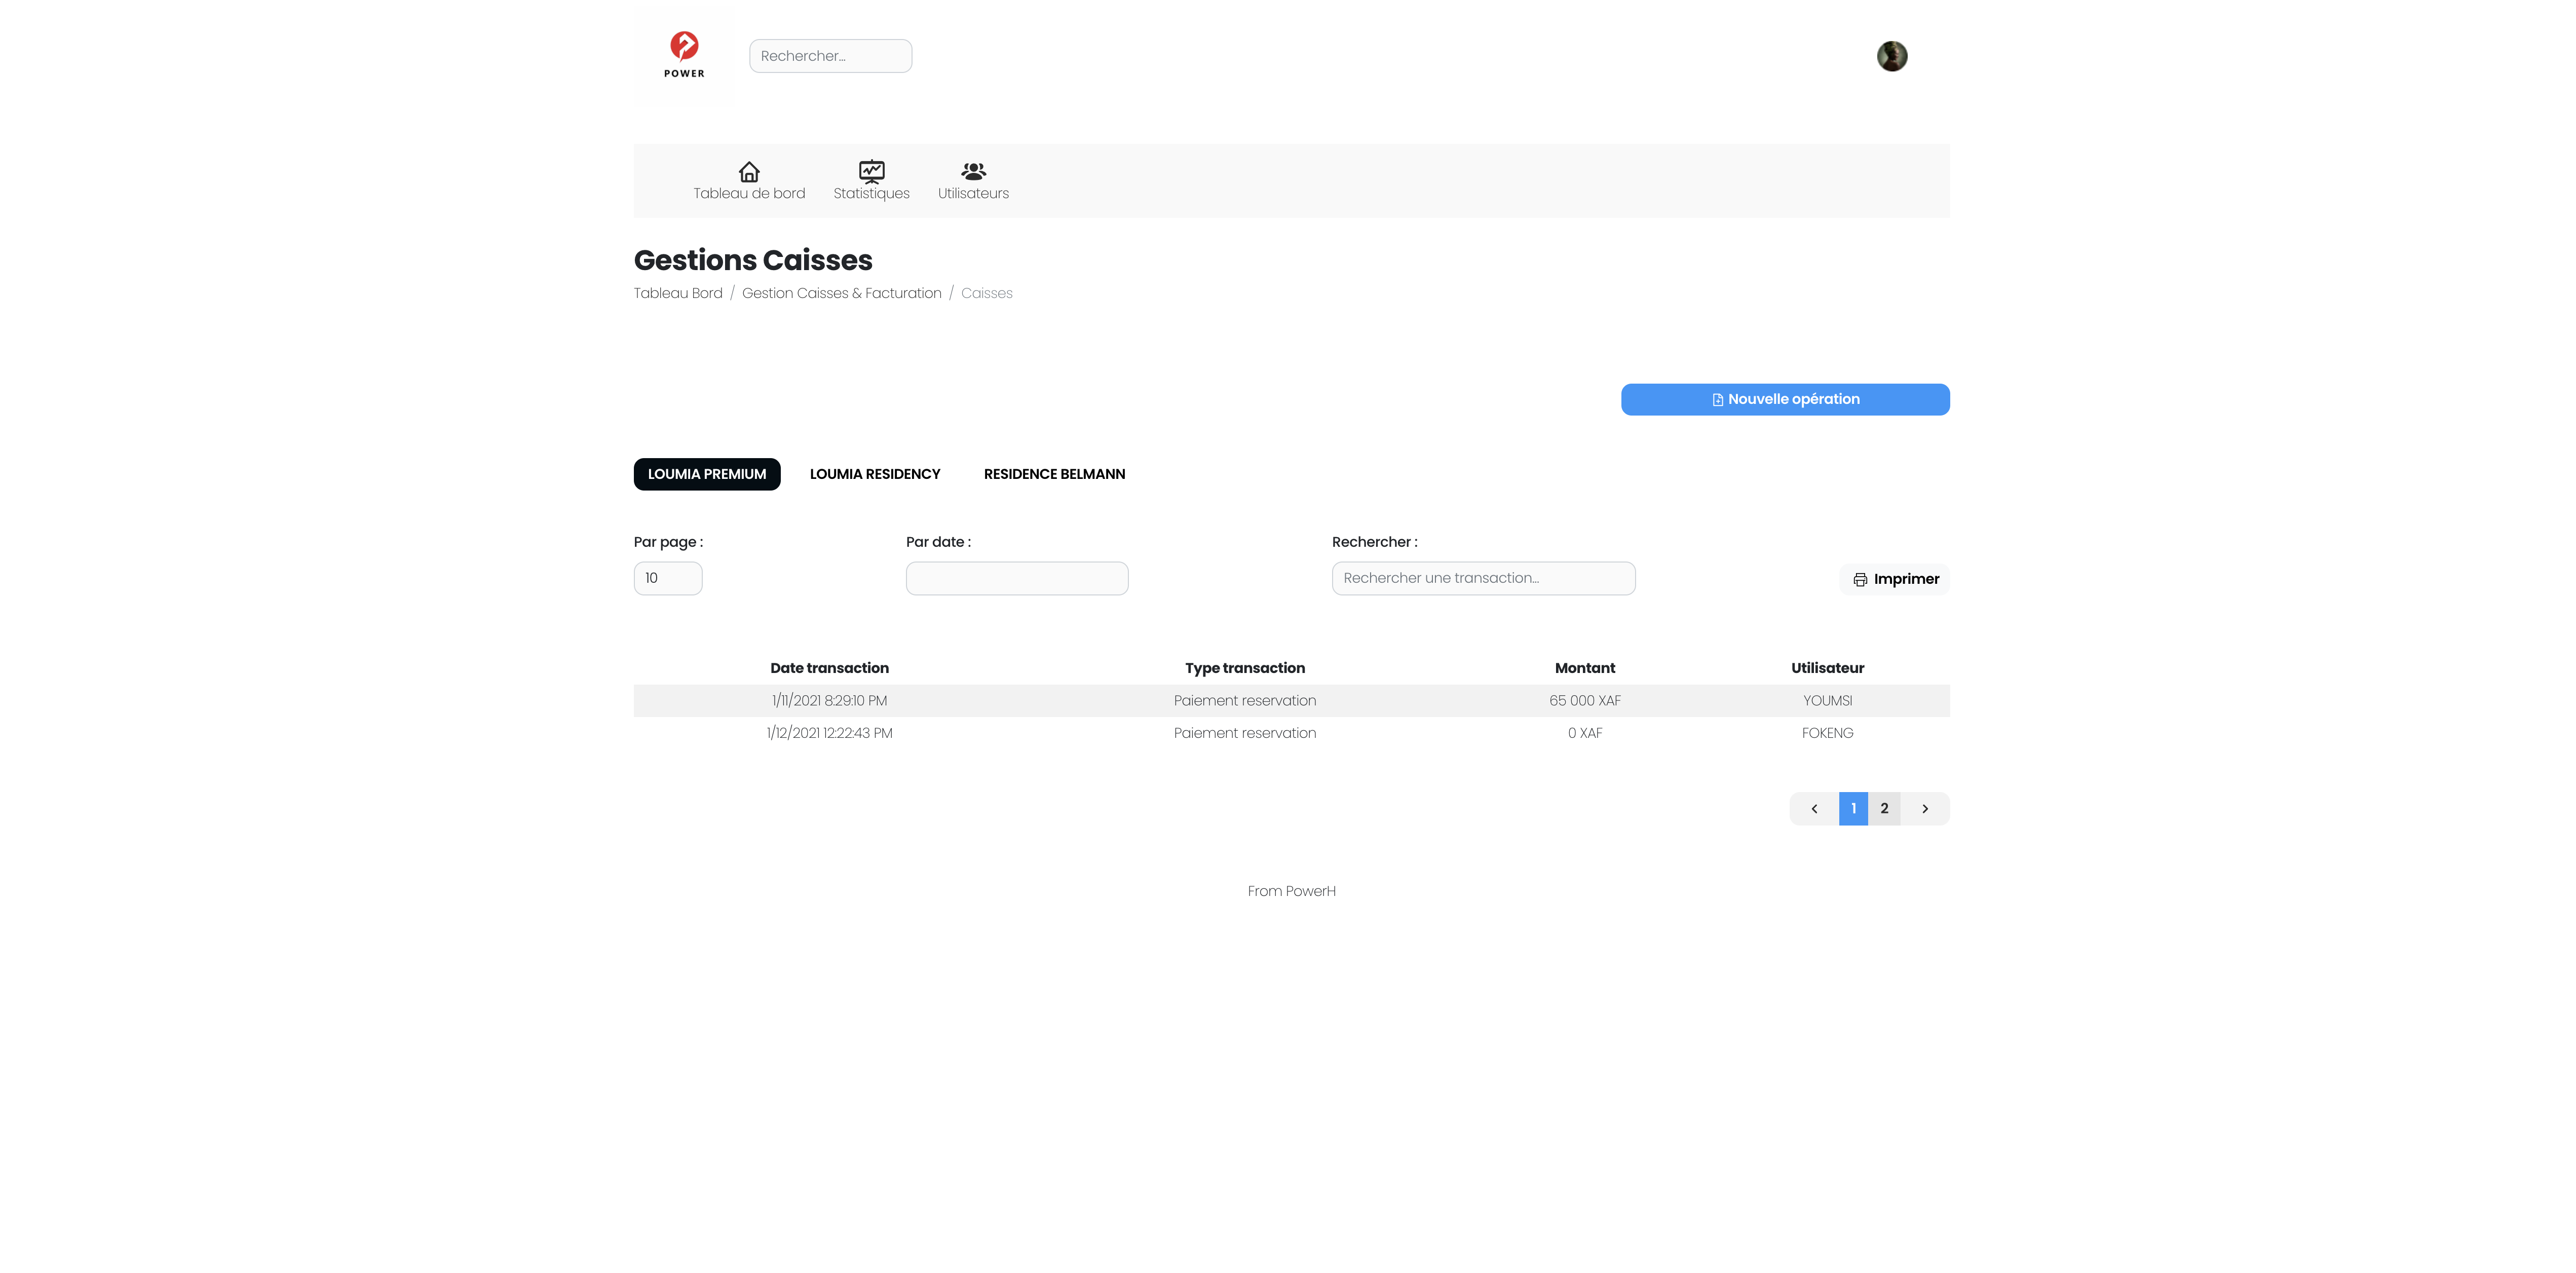 POWER
Rechercher...
Tableau de bord
Statistiques
Utilisateurs
Gestions Caisses
Tableau Bord / Gestion Caisses & Facturation / Caisses
Nouvelle opération
LOUMIA PREMIUM
LOUMIA RESIDENCY
RESIDENCE BELMANN
Par page :
Par date :
Rechercher :
10
Rechercher une transaction...
Imprimer
Date transaction Type transaction Montant Utilisateur
1/11/2021 8:29:10 PM Paiement reservation 65 000 XAF YOUMSI
1/12/2021 12:22:43 PM Paiement reservation 0 XAF FOKENG
1 2
From PowerH